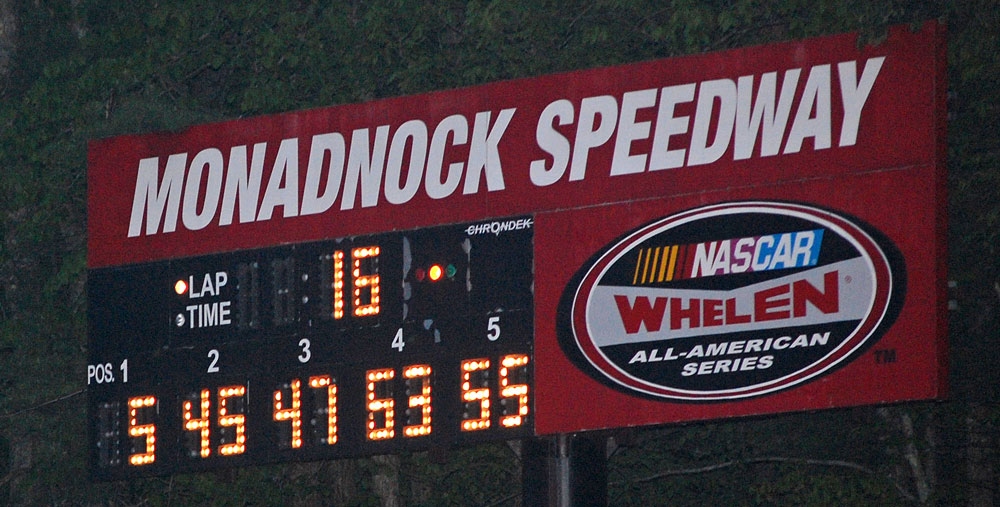 MONADNOCK SPEEDWAY
CHRONDEK
LAP 16
TIME
POS. 1 2 3 4 5
5 45 47 63 55
NASCAR
WHELEN
ALL-AMERICAN
SERIES
TM